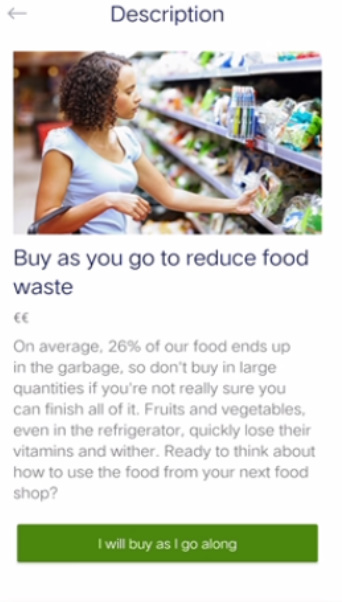 Description
Buy as you go to reduce food
waste
€€
On average, 26% of our food ends up
in the garbage, so don't buy in large
quantities if you're not really sure you
can finish all of it. Fruits and vegetables,
even in the refrigerator, quickly lose their
vitamins and wither. Ready to think about
how to use the food from your next food
shop?
I will buy as I go along